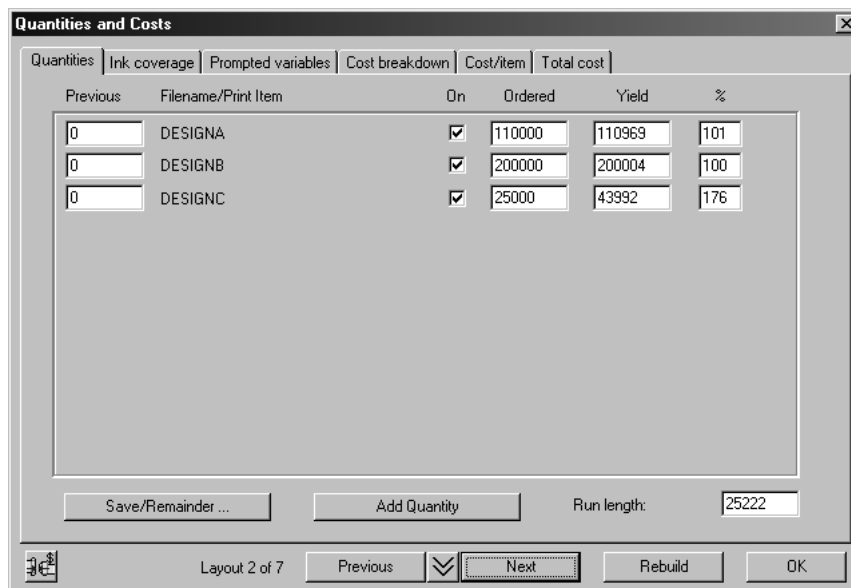 Quantities and Costs
Quantities Ink coverage Prompted variables Cost breakdown Cost/item Total cost
Previous Filename/Print Item On Ordered Yield %
0 DESIGNA 110000 110969 101
0 DESIGNB 200000 200004 100
0 DESIGNC 25000 43992 176
Save/Remainder ... Add Quantity Run length: 25222
Layout 2 of 7 Previous Next Rebuild OK